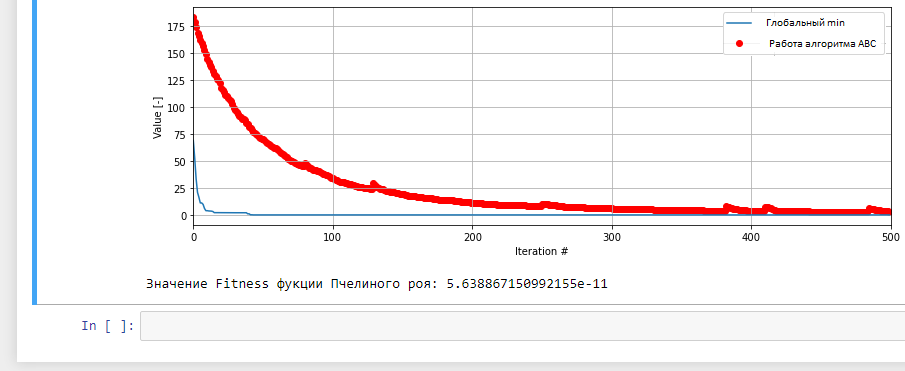 175
150
125
100
75
50
25
0
Value [-]
Глобальный min
Работа алгоритма ABC
0 100 200 300 400 500
Iteration #
Значение Fitness фукции Пчелиного роя: 5.638867150992155e-11
In [ ]: